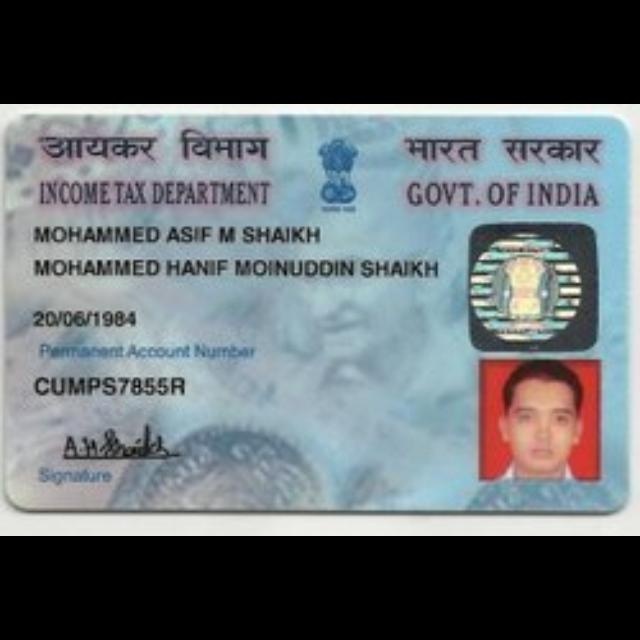 आयकर विभाग
भारत सरकार
INCOME TAX DEPARTMENT
GOVT. OF INDIA
MOHAMMED ASIF M SHAIKH
MOHAMMED HANIF MOINUDDIN SHAIKH
20/06/1984
Permanent Account Number
CUMPS7855R
Signature